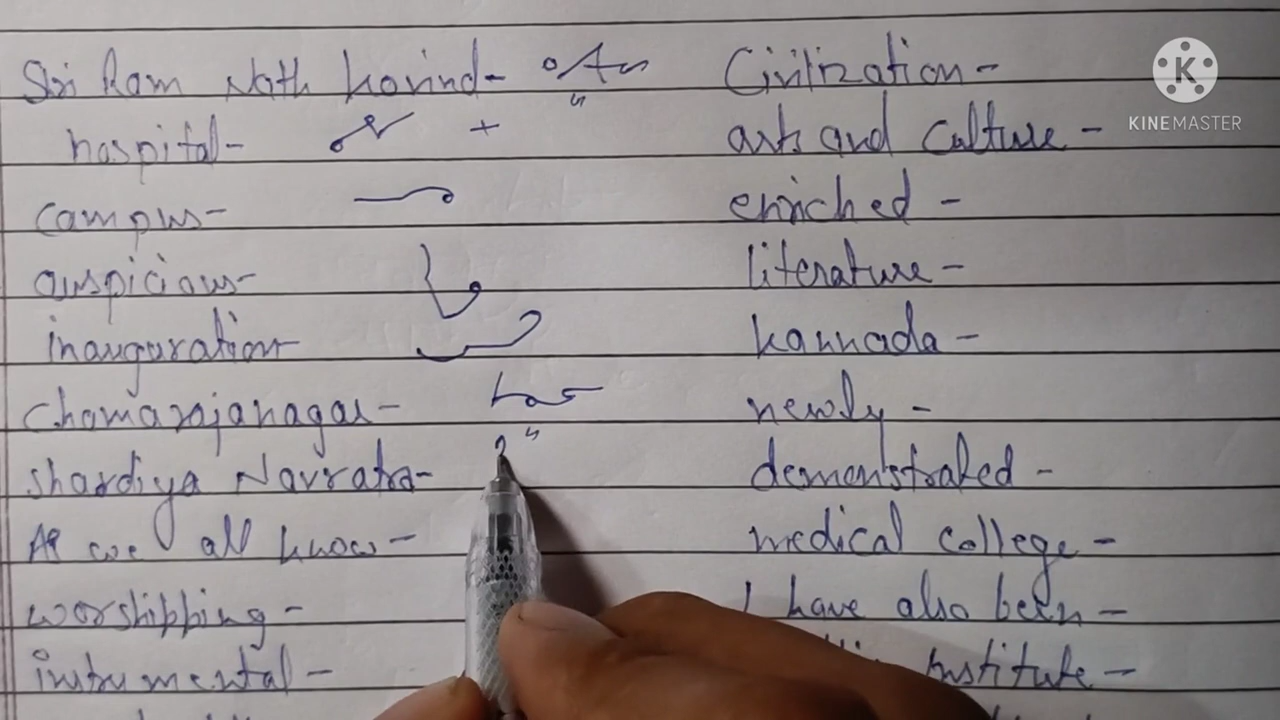 Sri Ram Nath kovind-
hospital-
campus-
auspicious-
inauguration
Chamarajanagar-
Shardiya Navratra-
As we all know-
worshipping-
instrumental-
Civilization-
arts and Culture-
enriched-
literature-
kannada-
newly-
demonstrated-
medical college-
I have also been-
institute-
KINEMASTER